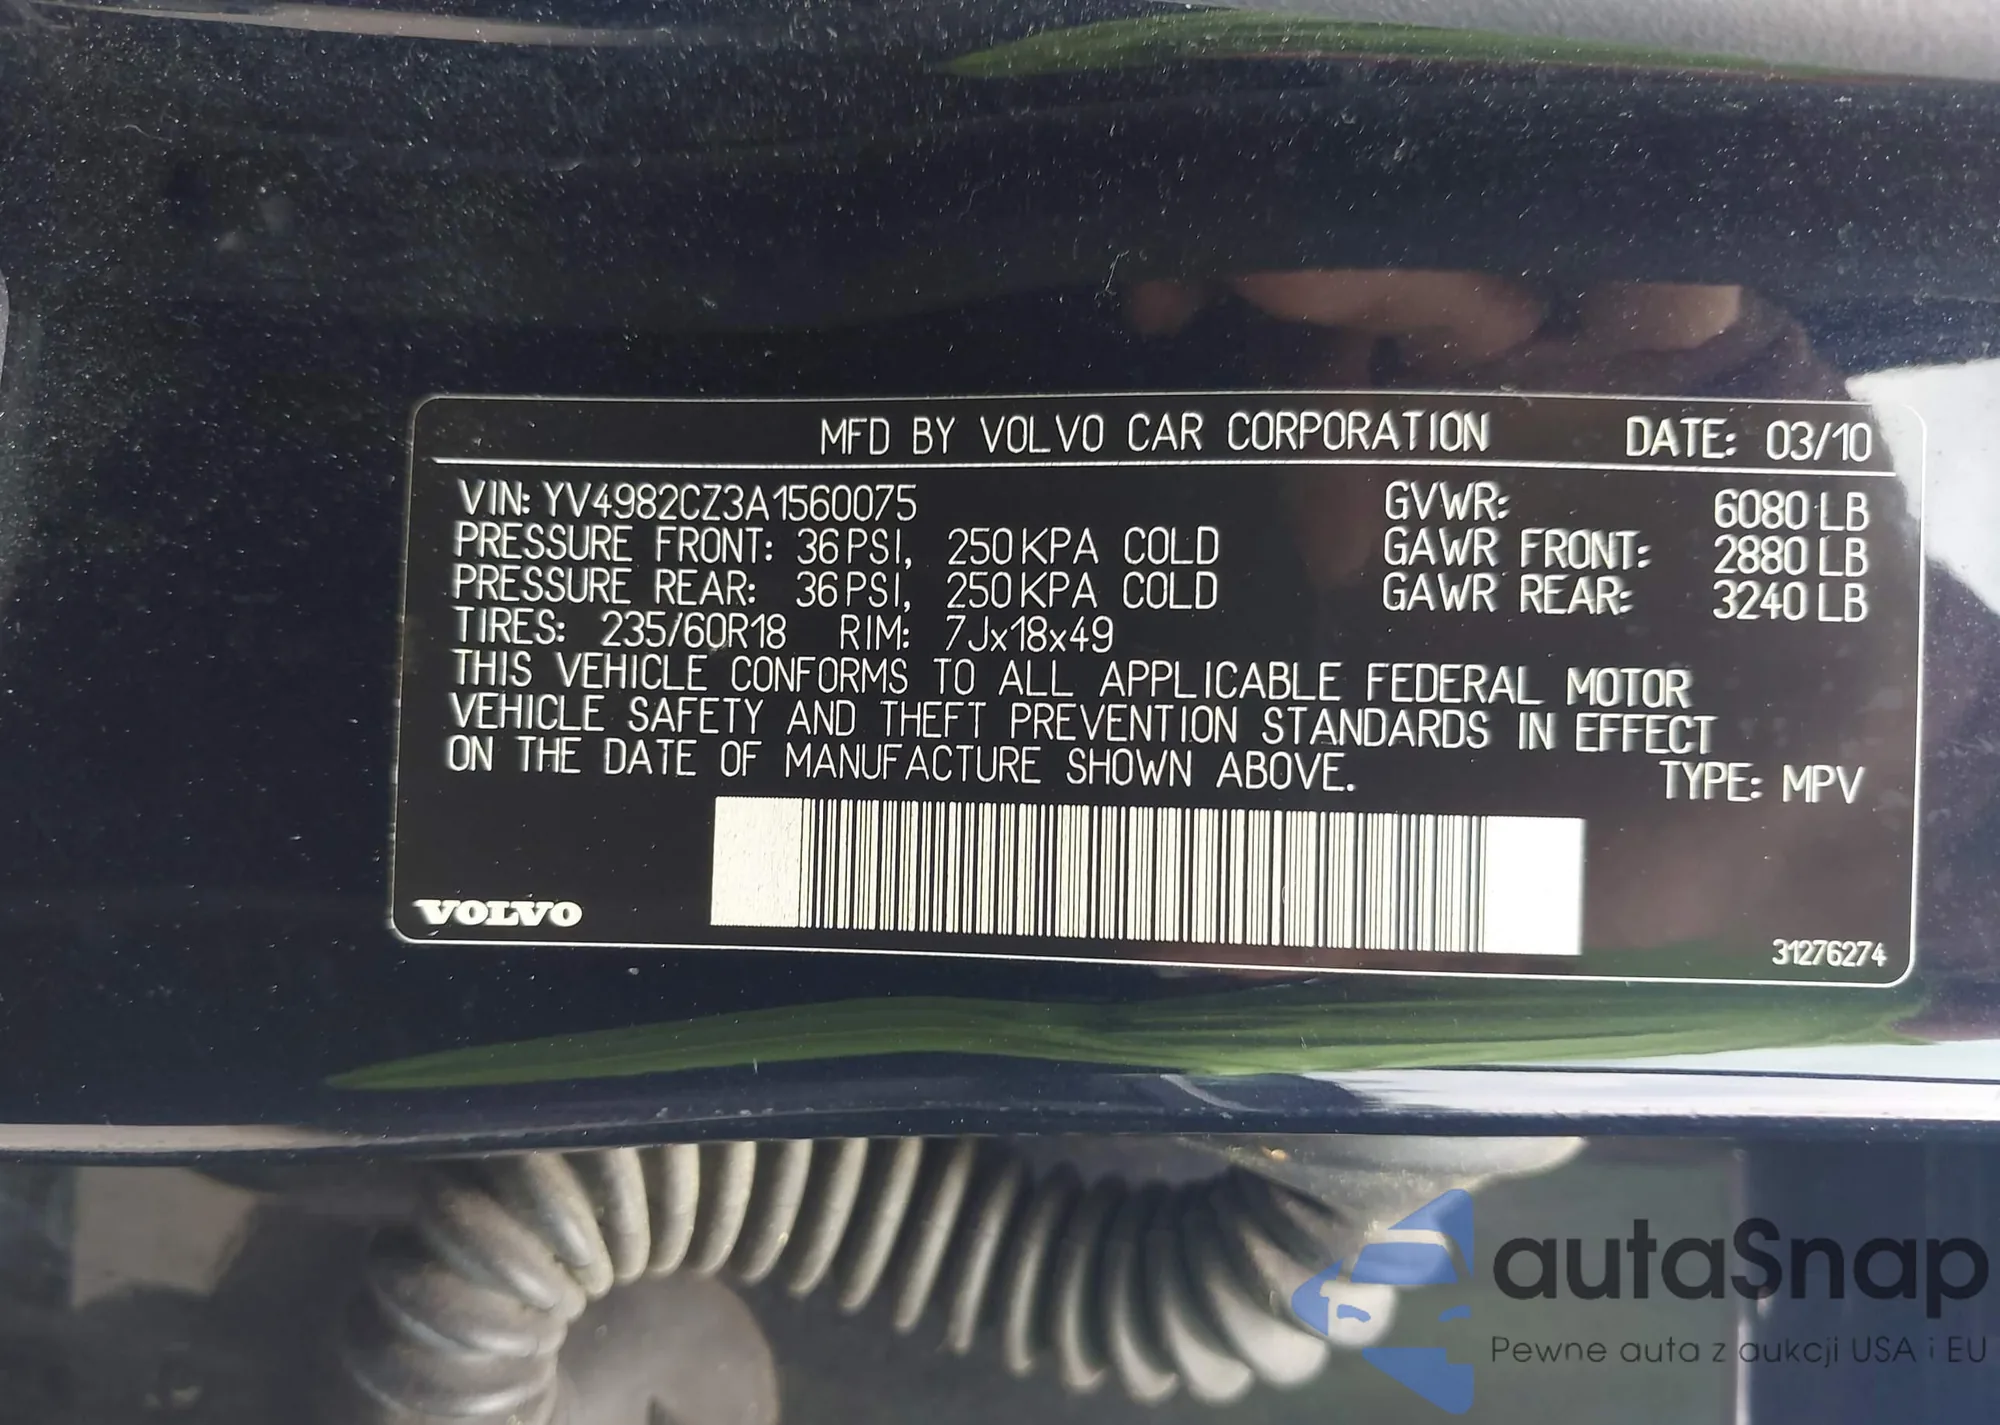 MFD BY VOLVO CAR CORPORATION DATE: 03/10
VIN: YV4982CZ3A1560075 GVWR: 6080 LB
PRESSURE FRONT: 36 PSI, 250 KPA COLD GAWR FRONT: 2880 LB
PRESSURE REAR: 36 PSI, 250 KPA COLD GAWR REAR: 3240 LB
TIRES: 235/60R18 RIM: 7Jx18x49
THIS VEHICLE CONFORMS TO ALL APPLICABLE FEDERAL MOTOR
VEHICLE SAFETY AND THEFT PREVENTION STANDARDS IN EFFECT
ON THE DATE OF MANUFACTURE SHOWN ABOVE.
TYPE: MPV
VOLVO
31276274
autaSnap
Pewne auta z aukcji USA i EU